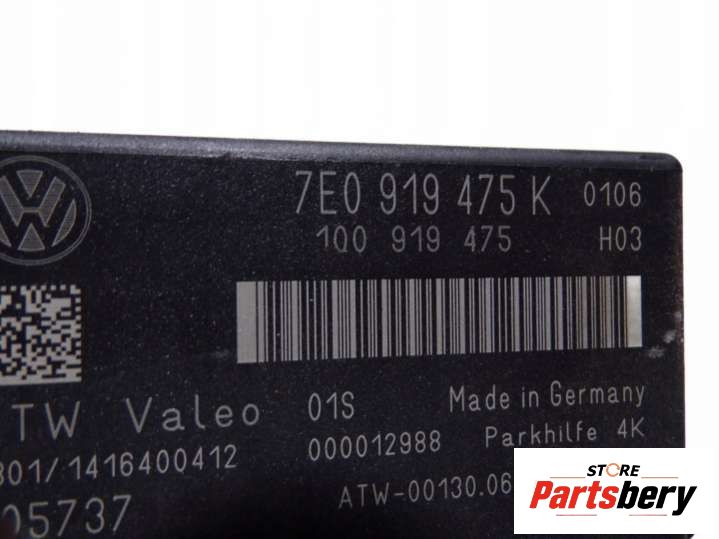 7E0 919 475 K 0106
1Q0 919 475 H03
TW Valeo 01S Made in Germany
801/1416400412 000012988 Parkhilfe 4K
05737 ATW-00130.06
STORE
Partsbery